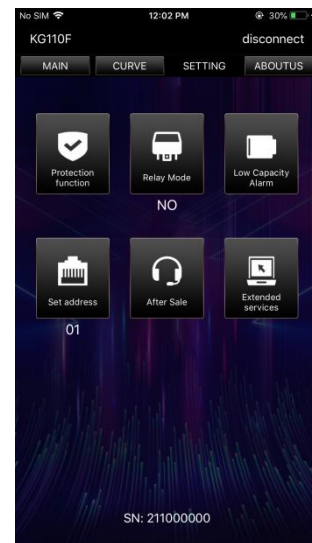 No SIM 12:02 PM 30%
KG110F disconnect
MAIN CURVE SETTING ABOUTUS
Protection
function
Relay Mode
Low Capacity
Alarm
NO
Set address
After Sale
Extended
services
01
SN: 211000000